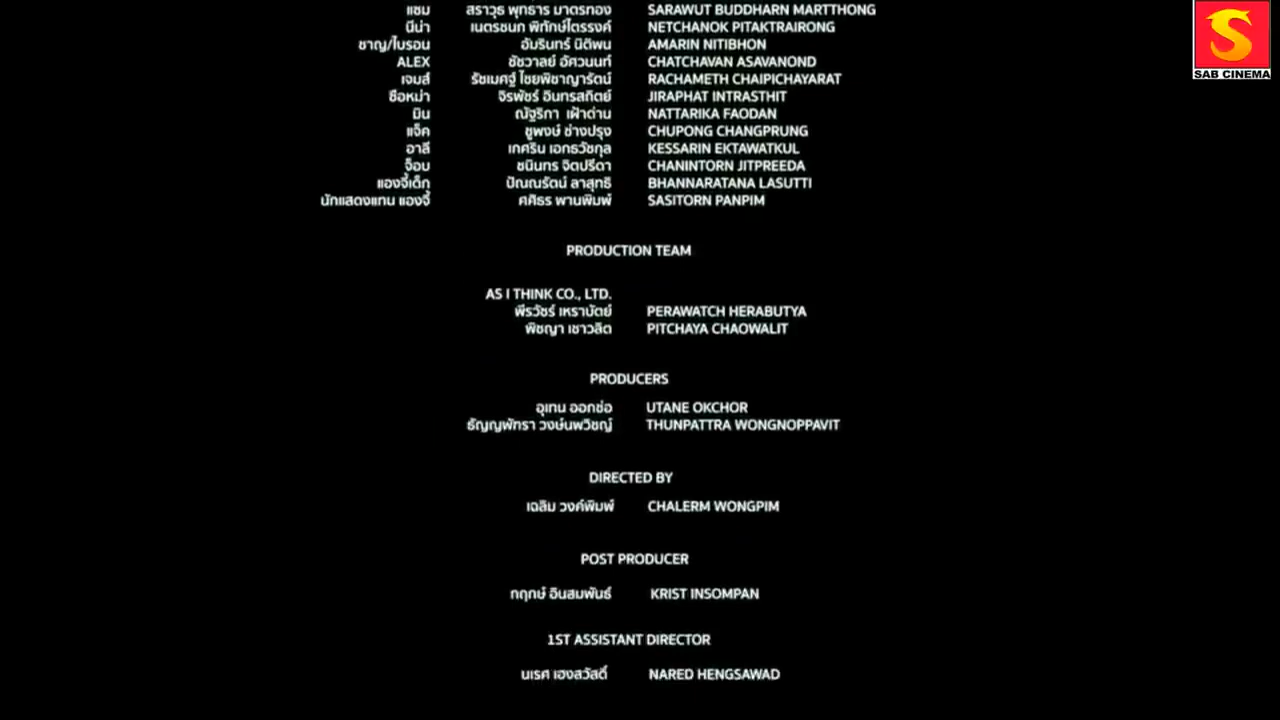 แซม สราวุธ พุทธาร มาตรทอง SARAWUT BUDDHARN MARTTHONG
นีน่า เนตรชนก พิทักษ์ไตรรงค์ NETCHANOK PITAKTRAIRONG
ชาญ/ไบรอน อัมรินทร์ นิติพน AMARIN NITIBHON
ALEX ชัชวาลย์ อัศวนนท์ CHATCHAVAN ASAVANOND
เจมส์ รัชเมศฐ์ ไชยพิชาญารัตน์ RACHAMETH CHAIPICHAYARAT
ชือหม่า จิรพัชร์ อินทรสถิตย์ JIRAPHAT INTRASTHIT
มิน ณัฐริกา เฝ้าด่าน NATTARIKA FAODAN
แจ็ค ชูพงษ์ ช่างปรุง CHUPONG CHANGPRUNG
อาลี เกศริน เอกธวัชกุล KESSARIN EKTAWATKUL
จ็อบ ชนินทร จิตปรีดา CHANINTORN JITPREEDA
แองจี้เด็ก ปัณณรัตน์ ลาสุทธิ BHANNARATANA LASUTTI
นักแสดงแทน แองจี้ ศศิธร พานพิมพ์ SASITORN PANPIM
PRODUCTION TEAM
AS I THINK CO., LTD.
พีรวัชร์ เหราบัตย์ PERAWATCH HERABUTYA
พิชญา เชาวลิต PITCHAYA CHAOWALIT
PRODUCERS
อุเทน ออกช่อ UTANE OKCHOR
ธัญญพัทรา วงษ์นพวิชญ์ THUNPATTRA WONGNOPPAVIT
DIRECTED BY
เฉลิม วงค์พิมพ์ CHALERM WONGPIM
POST PRODUCER
กฤกษ์ อินสมพันธ์ KRIST INSOMPAN
1ST ASSISTANT DIRECTOR
นเรศ เฮงสวัสดิ์ NARED HENGSAWAD
SAB CINEMA